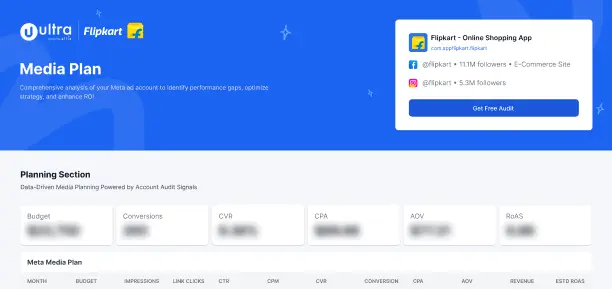 ultra
Flipkart
Media Plan
Comprehensive analysis of your Meta ad account to identify performance gaps, optimize
strategy, and enhance ROI
Flipkart - Online Shopping App
com.app.flipkart.flipkart
@flipkart • 11.1M followers • E-Commerce Site
@flipkart • 5.3M followers
Get Free Audit
Planning Section
Data-Driven Media Planning Powered by Account Audit Signals
Budget Conversions CVR CPA AOV RoAS
Meta Media Plan
MONTH BUDGET IMPRESSIONS LINK CLICKS CTR CPM CVR CONVERSION CPA AOV REVENUE ESTD ROAS